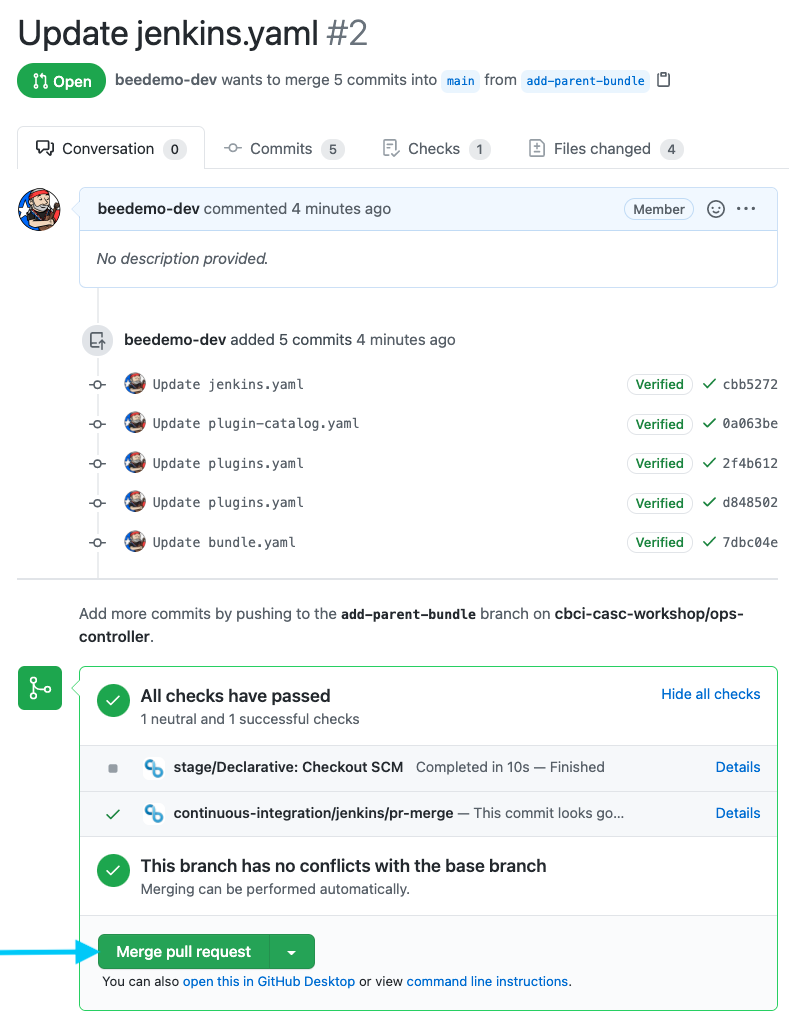 Update jenkins.yaml #2
Open beedemo-dev wants to merge 5 commits into main from add-parent-bundle
Conversation 0 Commits 5 Checks 1 Files changed 4
beedemo-dev commented 4 minutes ago Member
No description provided.
beedemo-dev added 5 commits 4 minutes ago
Update jenkins.yaml Verified cbb5272
Update plugin-catalog.yaml Verified 0a063be
Update plugins.yaml Verified 2f4b612
Update plugins.yaml Verified d848502
Update bundle.yaml Verified 7dbc04e
Add more commits by pushing to the add-parent-bundle branch on cbci-casc-workshop/ops-
controller.
All checks have passed Hide all checks
1 neutral and 1 successful checks
stage/Declarative: Checkout SCM Completed in 10s — Finished Details
continuous-integration/jenkins/pr-merge — This commit looks go... Details
This branch has no conflicts with the base branch
Merging can be performed automatically.
Merge pull request
You can also open this in GitHub Desktop or view command line instructions.